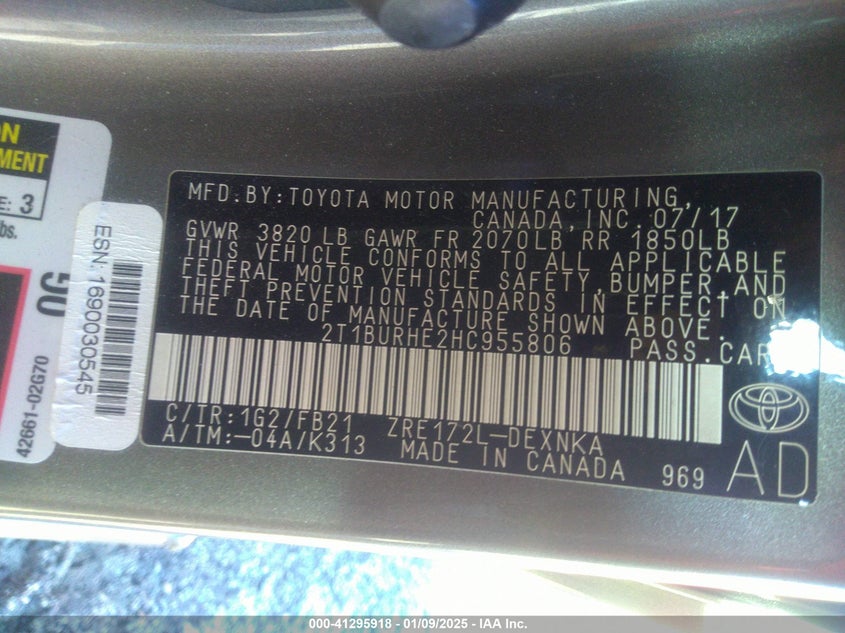 MFD.BY:TOYOTA MOTOR MANUFACTURING,
CANADA,INC.07/17
GVWR 3820 LB GAWR FR 2070LB RR 1850LB
THIS VEHICLE CONFORMS TO ALL APPLICABLE
FEDERAL MOTOR VEHICLE SAFETY,BUMPER,AND
THEFT PREVENTION STANDARDS IN EFFECT ON
THE DATE OF MANUFACTURE SHOWN ABOVE.
2T1BURHE2HC955806 PASS.CAR
C/TR:1G2/FB21 ZRE172L-DEXNKA
A/TM:-04A/K313 MADE IN CANADA 969
AD
ESN: 1690030545
42661-02G70
3
000-41295918 - 01/09/2025 - IAA Inc.